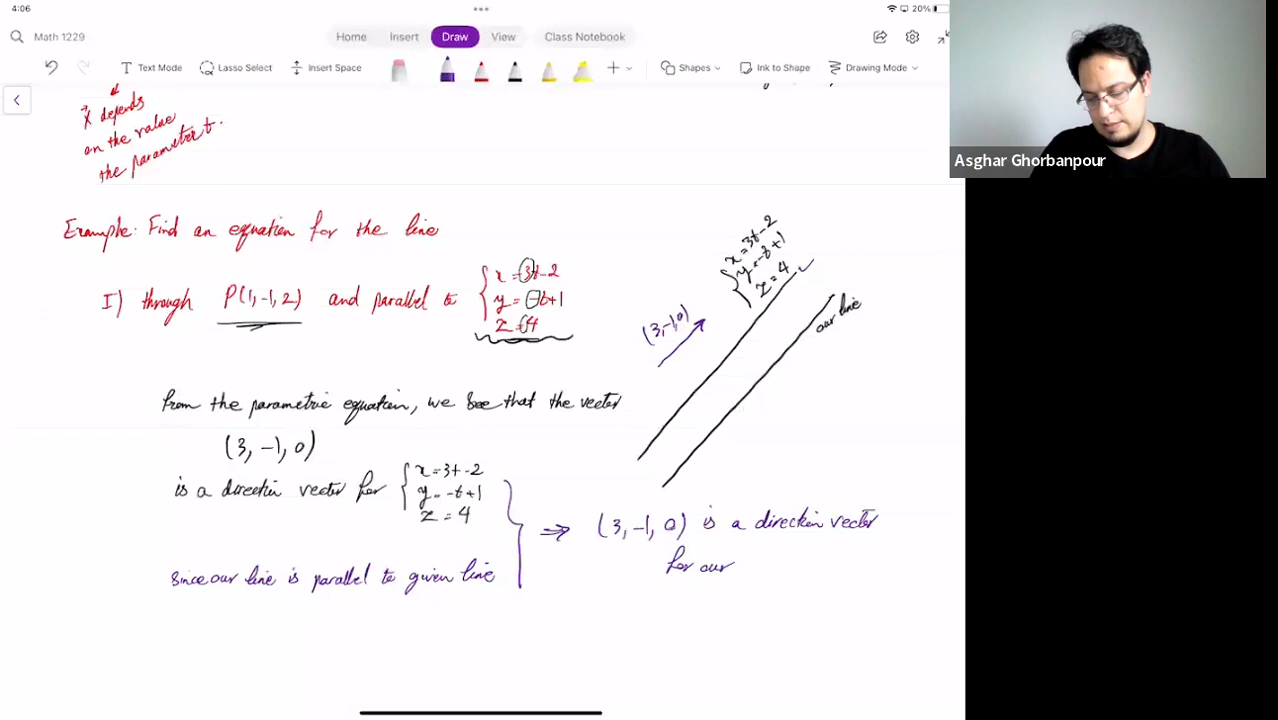 4:06
20%
Math 1229
Home Insert Draw View Class Notebook
Text Mode Lasso Select Insert Space Shapes Ink to Shape Drawing Mode
x⃗ depends
on the value
the parameter t.
Example: Find an equation for the line
I) through P(1,-1,2) and parallel to { x = 3t-2
y = -t+1
z = 4
{ x = 3t-2
y = -t+1
z = 4
(3,-1,0)
our line
From the parametric equation, we see that the vector
(3, -1, 0)
is a directin vector for { x = 3t-2
y = -t+1
z = 4
since our line is parallel to given line } ⇒ (3, -1, 0) is a directin vector
for our
Asghar Ghorbanpour